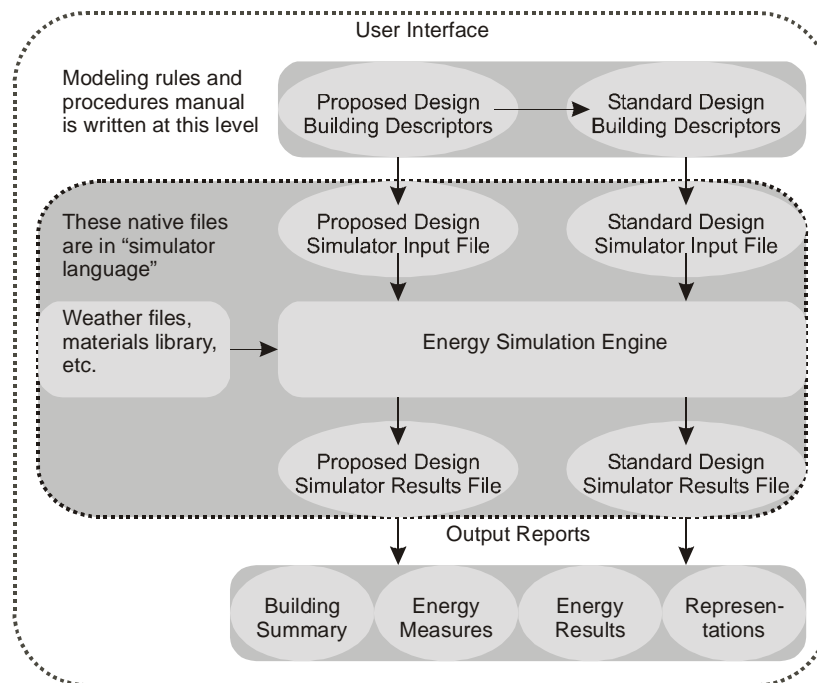 User Interface
Modeling rules and
procedures manual
is written at this level
Proposed Design
Building Descriptors
Standard Design
Building Descriptors
These native files
are in “simulator
language”
Proposed Design
Simulator Input File
Standard Design
Simulator Input File
Weather files,
materials library,
etc.
Energy Simulation Engine
Proposed Design
Simulator Results File
Standard Design
Simulator Results File
Output Reports
Building
Summary
Energy
Measures
Energy
Results
Represen-
tations